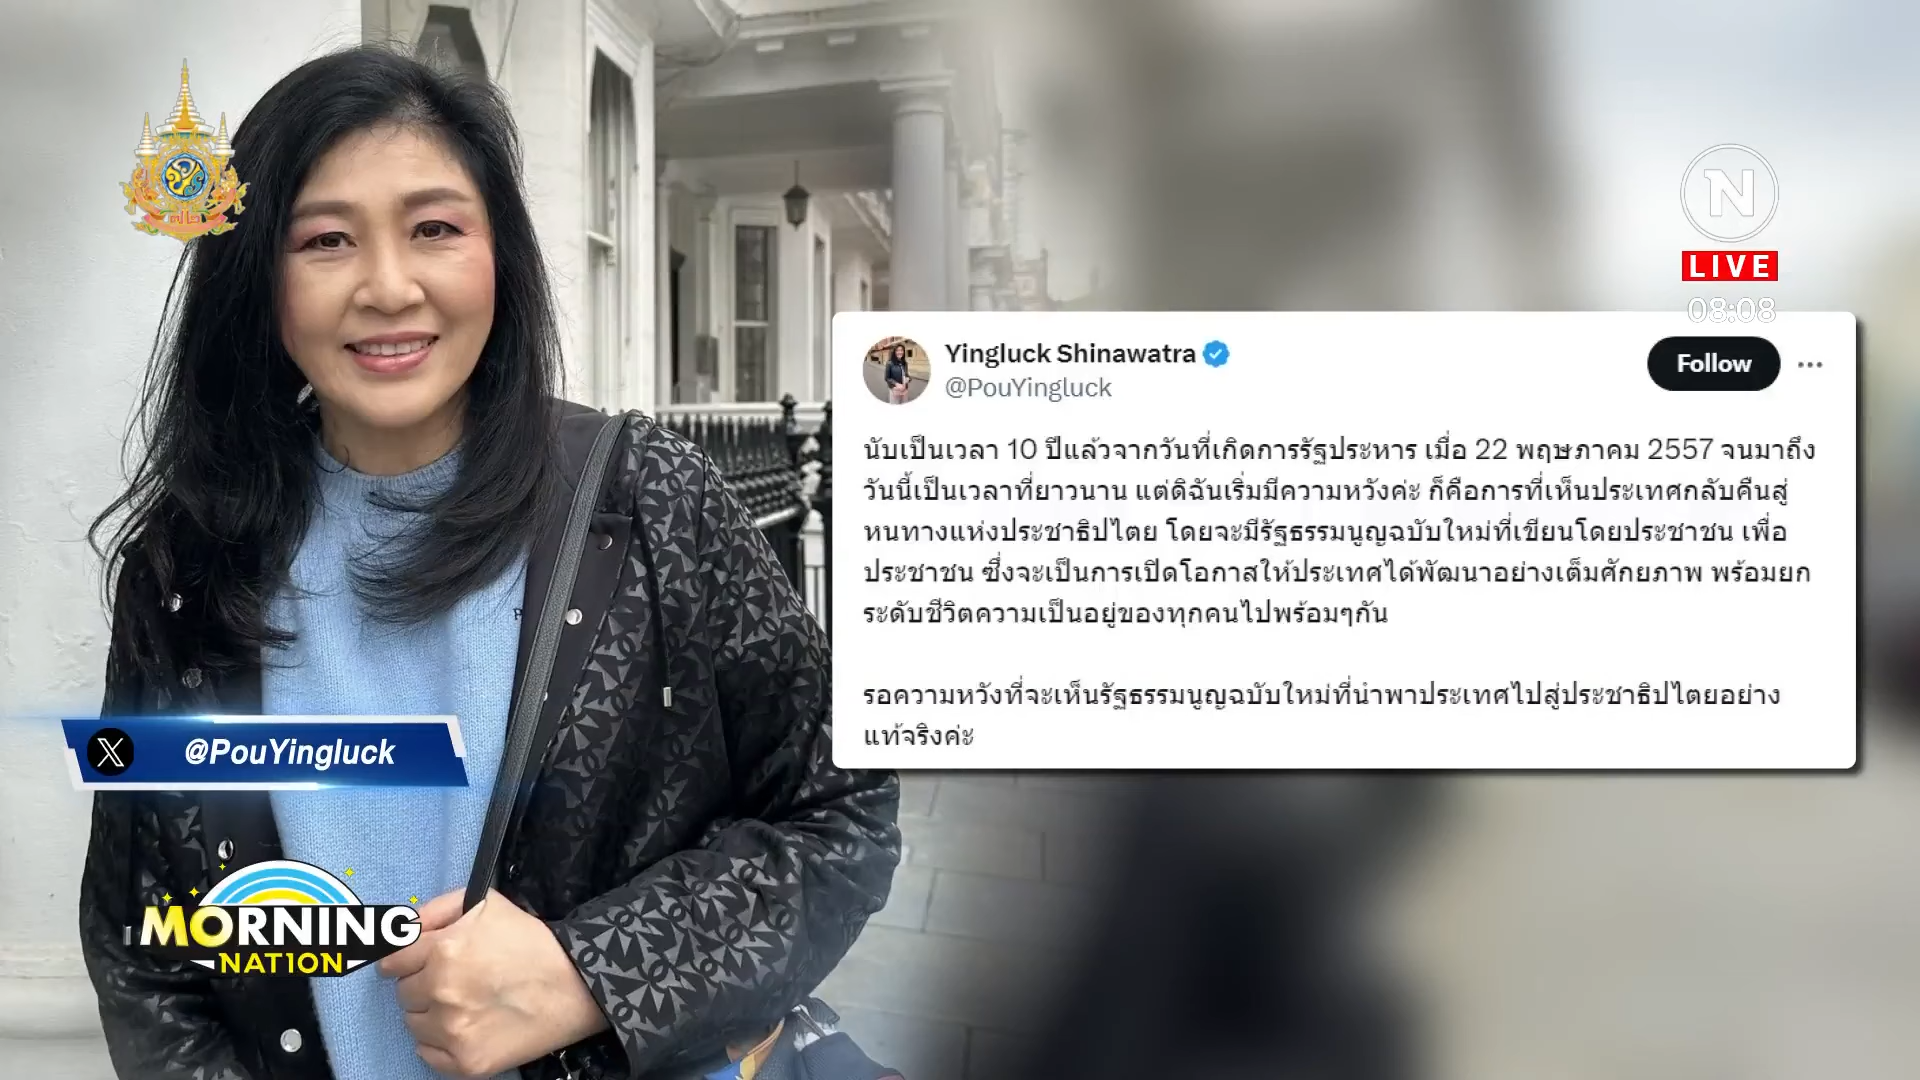 N
LIVE
08:08
Yingluck Shinawatra
@PouYingluck
Follow
นับเป็นเวลา 10 ปีแล้วจากวันที่เกิดการรัฐประหาร เมื่อ 22 พฤษภาคม 2557 จนมาถึง
วันนี้เป็นเวลาที่ยาวนาน แต่ดิฉันเริ่มมีความหวังค่ะ ก็คือการที่เห็นประเทศกลับคืนสู่
หนทางแห่งประชาธิปไตย โดยจะมีรัฐธรรมนูญฉบับใหม่ที่เขียนโดยประชาชน เพื่อ
ประชาชน ซึ่งจะเป็นการเปิดโอกาสให้ประเทศได้พัฒนาอย่างเต็มศักยภาพ พร้อมยก
ระดับชีวิตความเป็นอยู่ของทุกคนไปพร้อมๆกัน
รอความหวังที่จะเห็นรัฐธรรมนูญฉบับใหม่ที่นำพาประเทศไปสู่ประชาธิปไตยอย่าง
แท้จริงค่ะ
X
@PouYingluck
MORNING
NATION